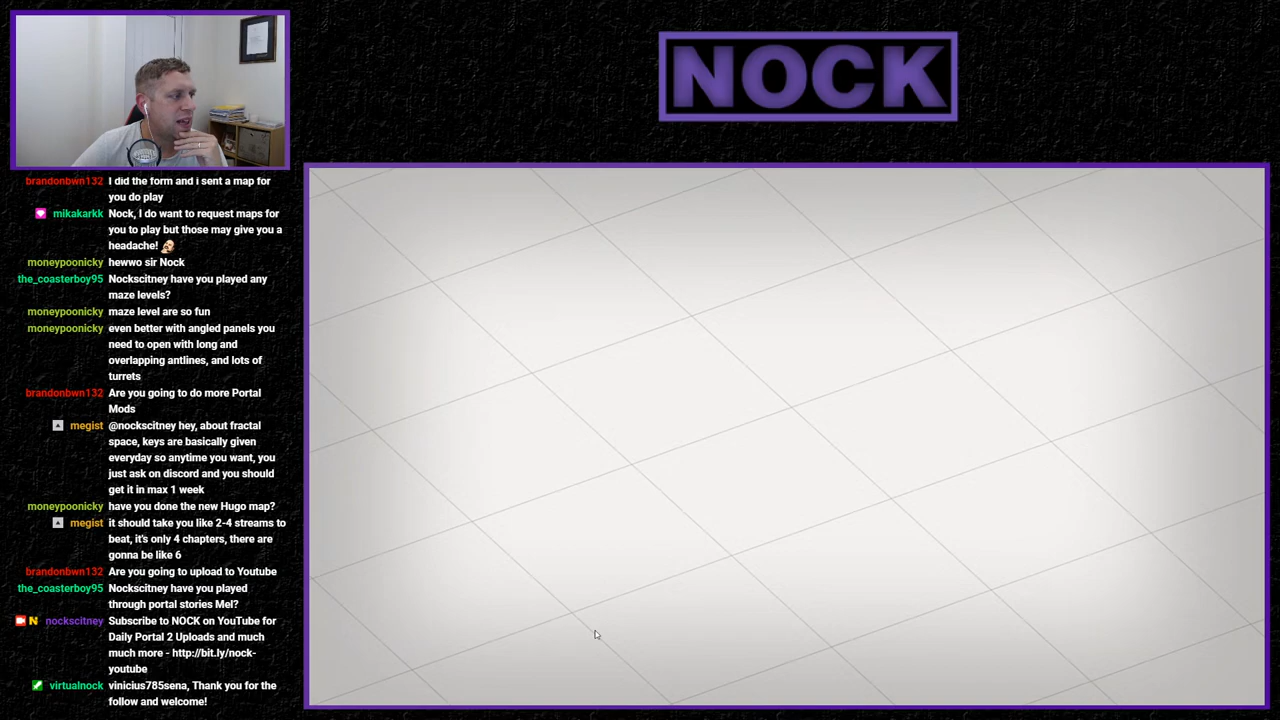 NOCK
brandonbwn132 I did the form and i sent a map for
you do play
mikakarkk Nock, I do want to request maps for
you to play but those may give you a
headache!
moneypoonicky hewwo sir Nock
the_coasterboy95 Nockscitney have you played any
maze levels?
moneypoonicky maze level are so fun
moneypoonicky even better with angled panels you
need to open with long and
overlapping antlines, and lots of
turrets
brandonbwn132 Are you going to do more Portal
Mods
megist @nockscitney hey, about fractal
space, keys are basically given
everyday so anytime you want, you
just ask on discord and you should
get it in max 1 week
moneypoonicky have you done the new Hugo map?
megist it should take you like 2-4 streams to
beat, it's only 4 chapters, there are
gonna be like 6
brandonbwn132 Are you going to upload to Youtube
the_coasterboy95 Nockscitney have you played
through portal stories Mel?
N nockscitney Subscribe to NOCK on YouTube for
Daily Portal 2 Uploads and much
much more - http://bit.ly/nock-
youtube
virtualnock vinicius785sena, Thank you for the
follow and welcome!